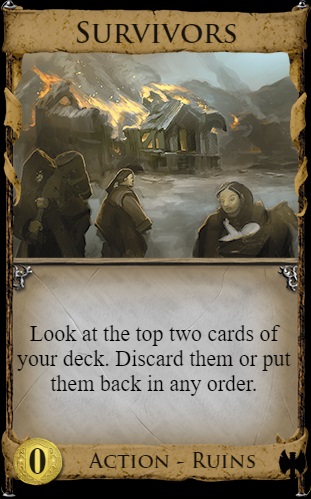 SURVIVORS
Look at the top two cards of
your deck. Discard them or put
them back in any order.
0
ACTION - RUINS